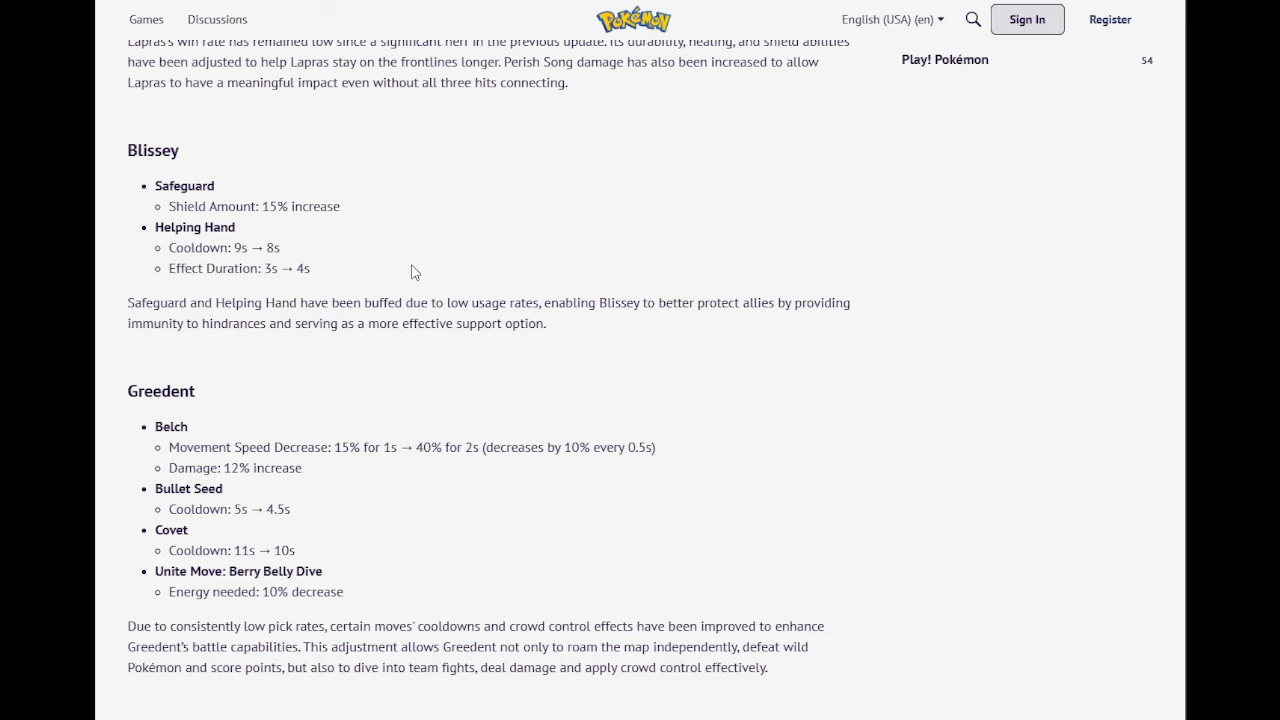 Games Discussions POKéMON English (USA) (en) Sign In Register
Lapras's win rate has remained low since a significant nerf in the previous update. Its durability, healing, and shield abilities
have been adjusted to help Lapras stay on the frontlines longer. Perish Song damage has also been increased to allow
Lapras to have a meaningful impact even without all three hits connecting.
Play! Pokémon 54
Blissey
• Safeguard
◦ Shield Amount: 15% increase
• Helping Hand
◦ Cooldown: 9s → 8s
◦ Effect Duration: 3s → 4s
Safeguard and Helping Hand have been buffed due to low usage rates, enabling Blissey to better protect allies by providing
immunity to hindrances and serving as a more effective support option.
Greedent
• Belch
◦ Movement Speed Decrease: 15% for 1s → 40% for 2s (decreases by 10% every 0.5s)
◦ Damage: 12% increase
• Bullet Seed
◦ Cooldown: 5s → 4.5s
• Covet
◦ Cooldown: 11s → 10s
• Unite Move: Berry Belly Dive
◦ Energy needed: 10% decrease
Due to consistently low pick rates, certain moves' cooldowns and crowd control effects have been improved to enhance
Greedent's battle capabilities. This adjustment allows Greedent not only to roam the map independently, defeat wild
Pokémon and score points, but also to dive into team fights, deal damage and apply crowd control effectively.